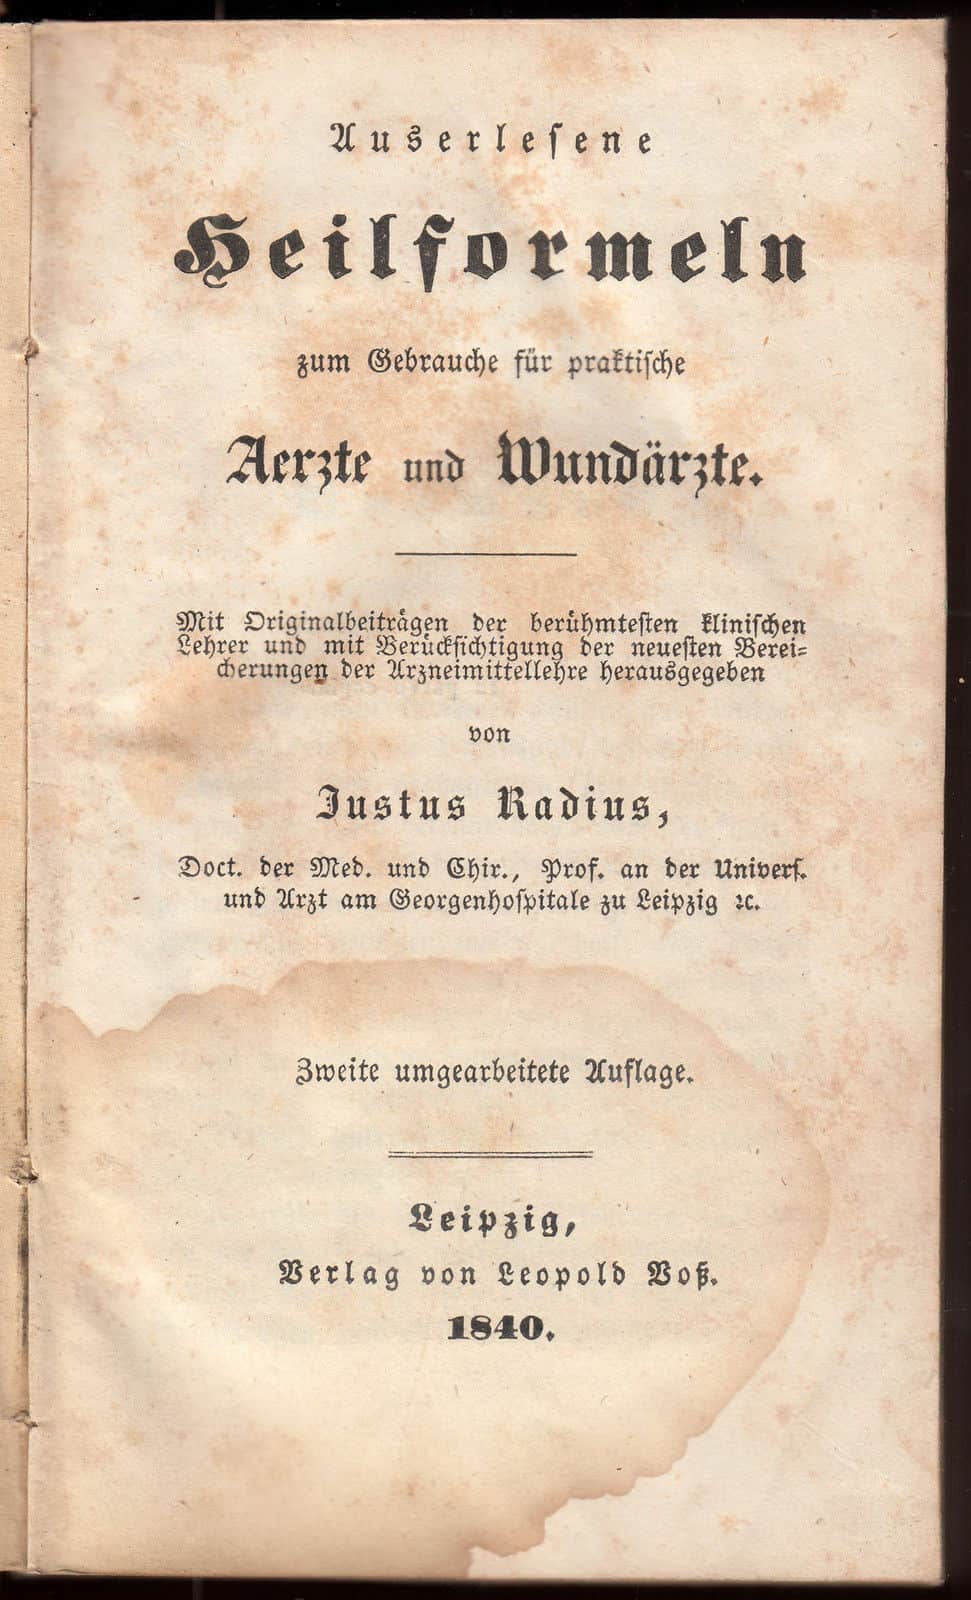 Auserlesene
Heilformeln
zum Gebrauche für praktische
Aerzte und Wundärzte.
Mit Originalbeiträgen der berühmtesten klinischen
Lehrer und mit Berücksichtigung der neuesten Berei-
cherungen der Arzneimittellehre herausgegeben
von
Justus Radius,
Doct. der Med. und Chir., Prof. an der Univers.
und Arzt am Georgenhospitale zu Leipzig ꝛc.
Zweite umgearbeitete Auflage.
Leipzig,
Verlag von Leopold Voß.
1840.